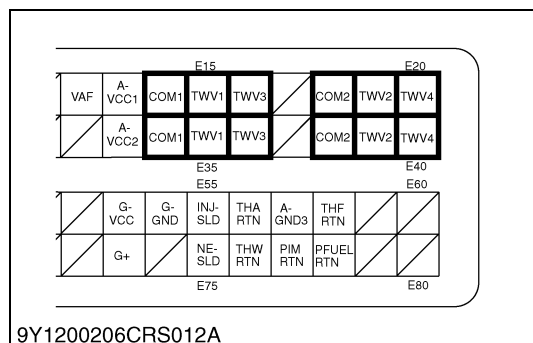 E15 E20
VAF A-VCC1 COM1 TWV1 TWV3 COM2 TWV2 TWV4
A-VCC2 COM1 TWV1 TWV3 COM2 TWV2 TWV4
E35 E40
E55 E60
G-VCC G-GND INJ-SLD THA RTN A-GND3 THF RTN
G+ NE-SLD THW RTN PIM RTN PFUEL RTN
E75 E80
9Y1200206CRS012A